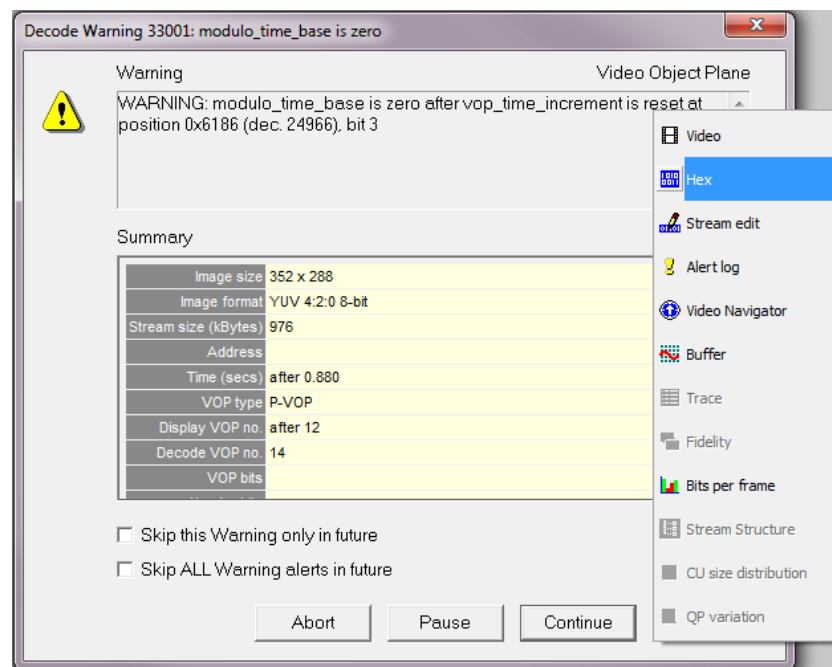 Decode Warning 33001: modulo_time_base is zero
Warning
Video Object Plane
WARNING: modulo_time_base is zero after vop_time_increment is reset at
position 0x6186 (dec. 24966), bit 3
Summary
Image size 352 x 288
Image format YUV 4:2:0 8-bit
Stream size (kBytes) 976
Address
Time (secs) after 0.880
VOP type P-VOP
Display VOP no. after 12
Decode VOP no. 14
VOP bits
Skip this Warning only in future
Skip ALL Warning alerts in future
Abort
Pause
Continue
Video
Hex
Stream edit
Alert log
Video Navigator
Buffer
Trace
Fidelity
Bits per frame
Stream Structure
CU size distribution
QP variation